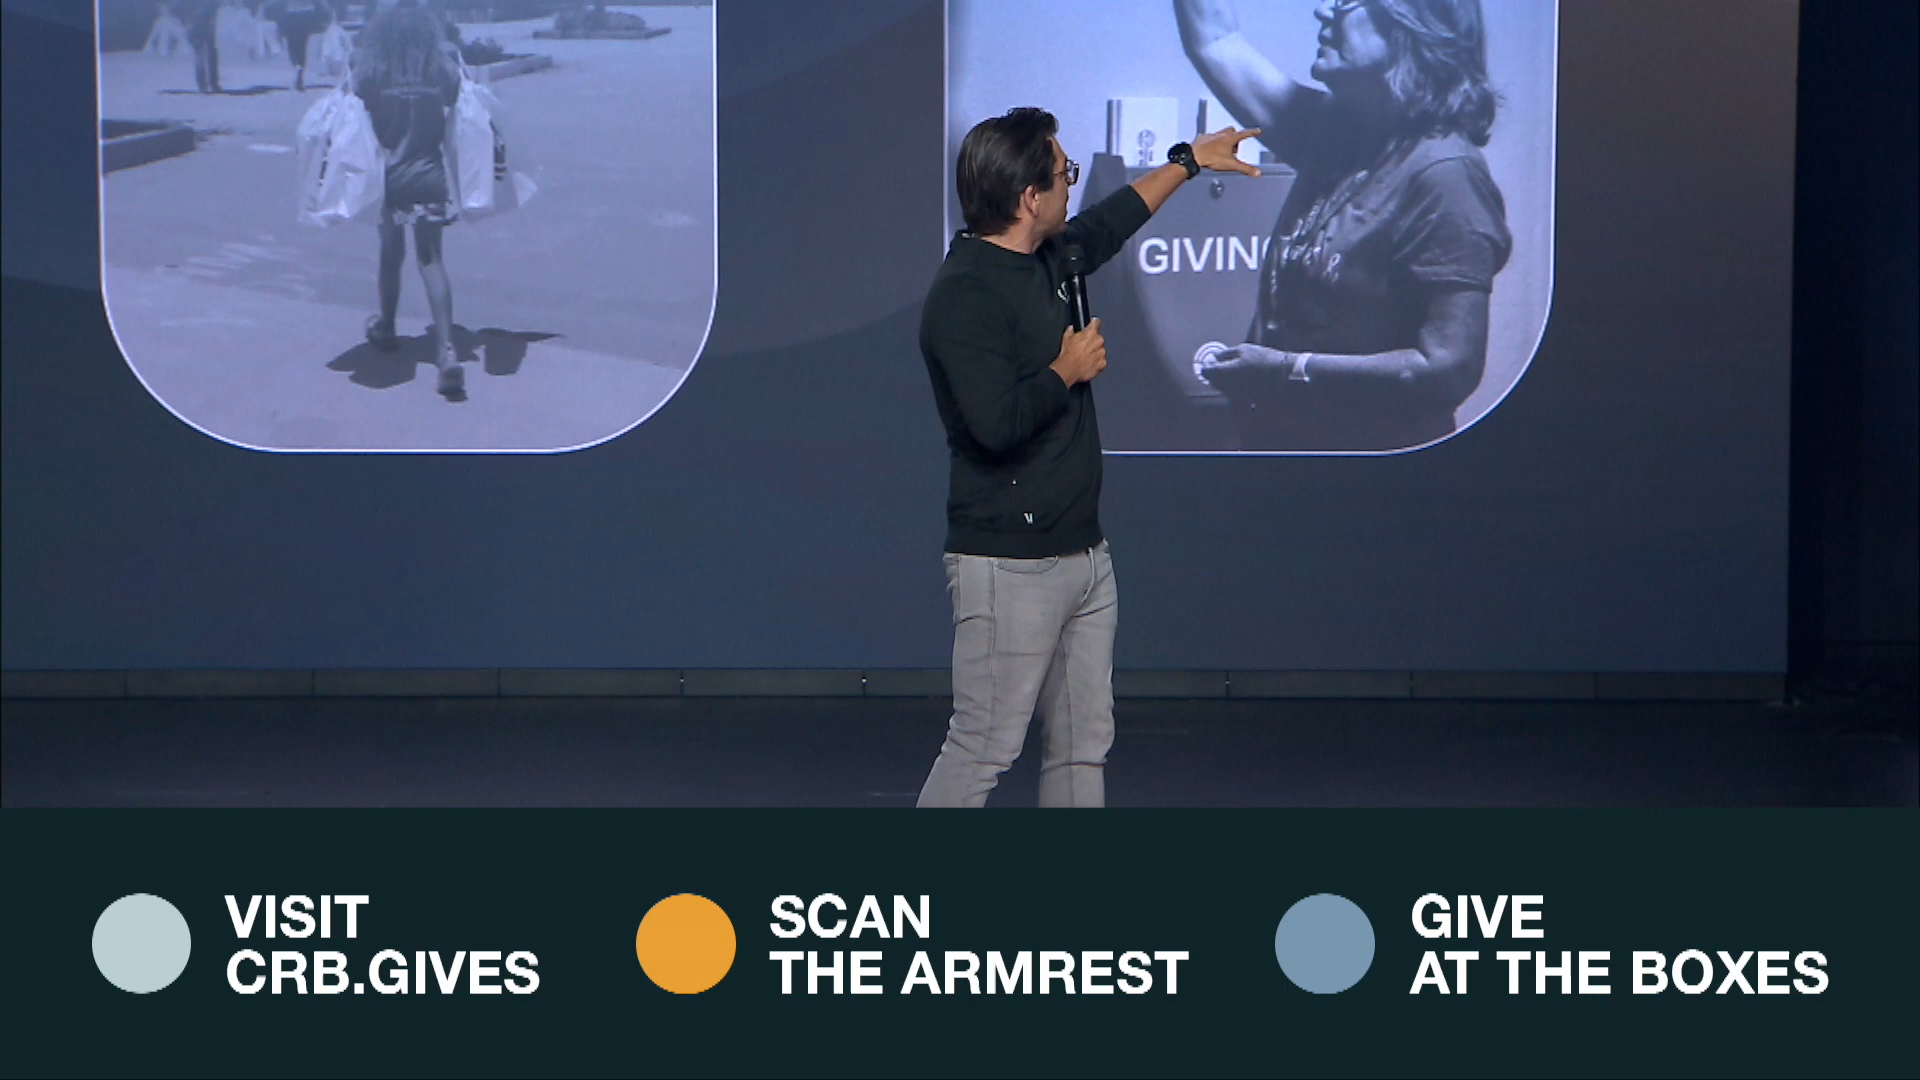 GIVIN
VISIT
CRB.GIVES
SCAN
THE ARMREST
GIVE
AT THE BOXES